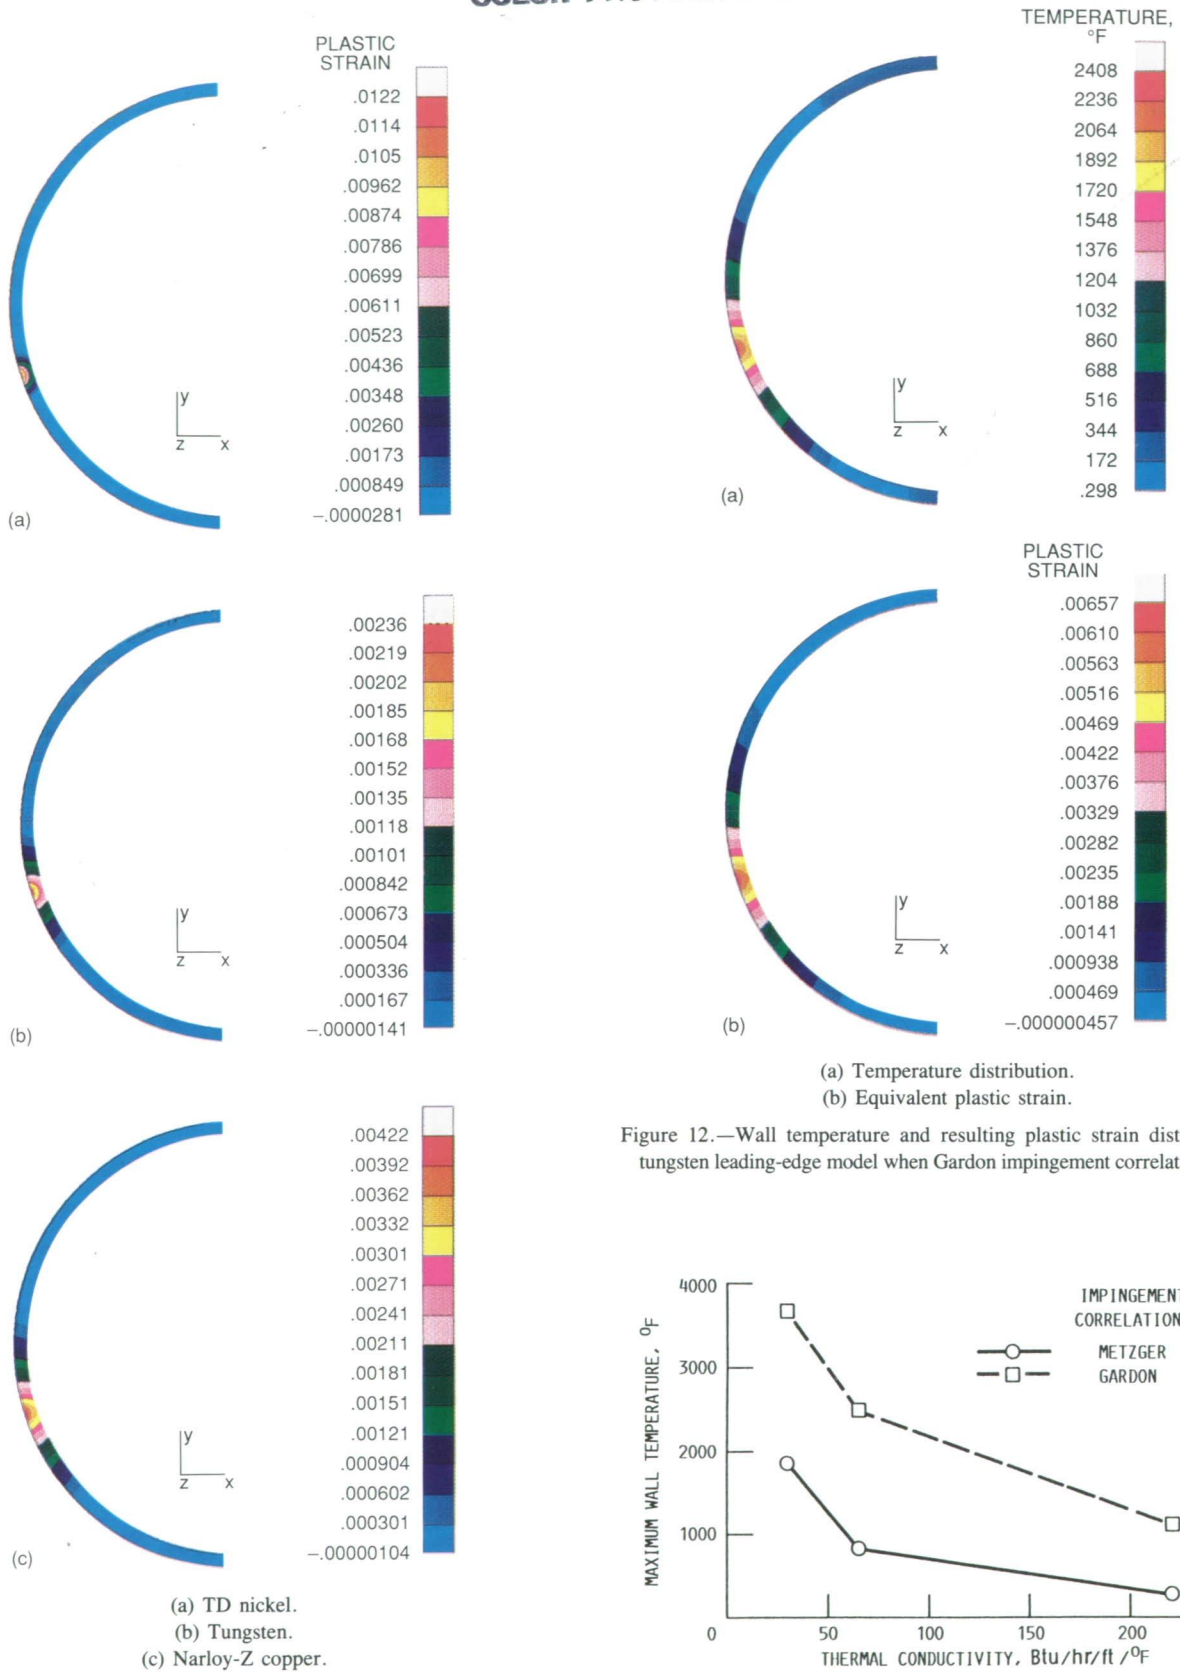 PLASTIC
STRAIN
.0122
.0114
.0105
.00962
.00874
.00786
.00699
.00611
.00523
.00436
.00348
.00260
.00173
.000849
−.0000281
y
z x
(a)
.00236
.00219
.00202
.00185
.00168
.00152
.00135
.00118
.00101
.000842
.000673
.000504
.000336
.000167
−.00000141
y
z x
(b)
.00422
.00392
.00362
.00332
.00301
.00271
.00241
.00211
.00181
.00151
.00121
.000904
.000602
.000301
−.00000104
y
z x
(c)
(a) TD nickel.
(b) Tungsten.
(c) Narloy-Z copper.
TEMPERATURE,
°F
2408
2236
2064
1892
1720
1548
1376
1204
1032
860
688
516
344
172
.298
y
z x
(a)
PLASTIC
STRAIN
.00657
.00610
.00563
.00516
.00469
.00422
.00376
.00329
.00282
.00235
.00188
.00141
.000938
.000469
−.000000457
y
z x
(b)
(a) Temperature distribution.
(b) Equivalent plastic strain.
Figure 12.—Wall temperature and resulting plastic strain dist
tungsten leading-edge model when Gardon impingement correlat
IMPINGEMENT
CORRELATION
METZGER
GARDON
4000
3000
2000
1000
MAXIMUM WALL TEMPERATURE, °F
0 50 100 150 200
THERMAL CONDUCTIVITY, Btu/hr/ft/°F